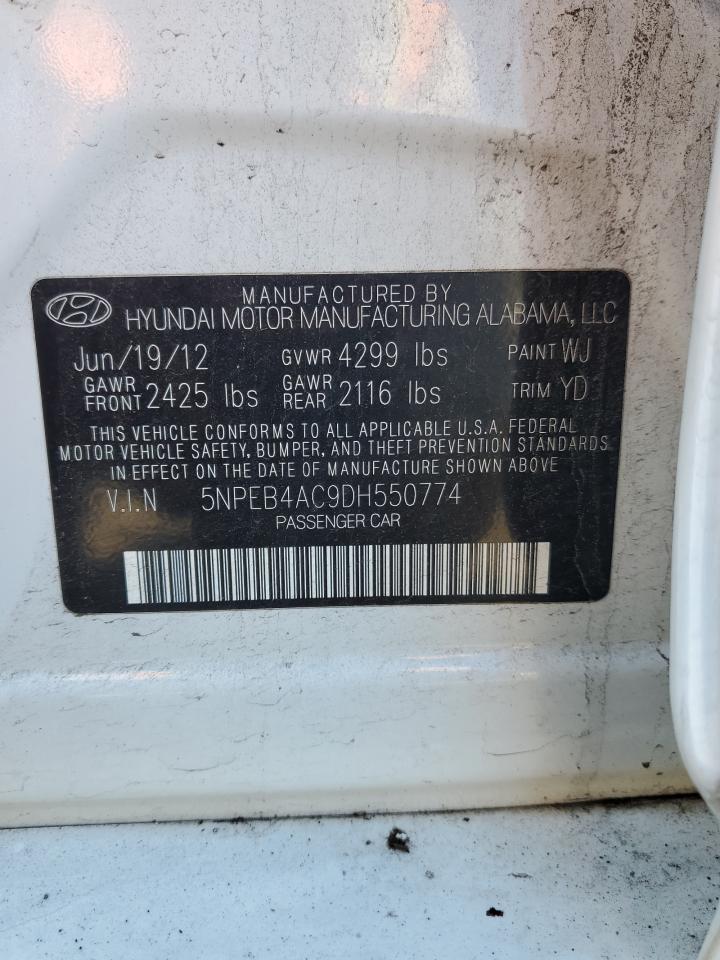 MANUFACTURED BY
HYUNDAI MOTOR MANUFACTURING ALABAMA, LLC
Jun/19/12 GVWR 4299 lbs PAINT WJ
GAWR FRONT 2425 lbs GAWR REAR 2116 lbs TRIM YD
THIS VEHICLE CONFORMS TO ALL APPLICABLE U.S.A. FEDERAL
MOTOR VEHICLE SAFETY, BUMPER, AND THEFT PREVENTION STANDARDS
IN EFFECT ON THE DATE OF MANUFACTURE SHOWN ABOVE
V.I.N 5NPEB4AC9DH550774
PASSENGER CAR